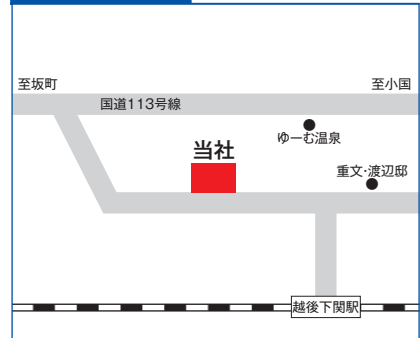 至坂町
至小国
国道113号線
ゆーむ温泉
当社
重文・渡辺邸
越後下関駅